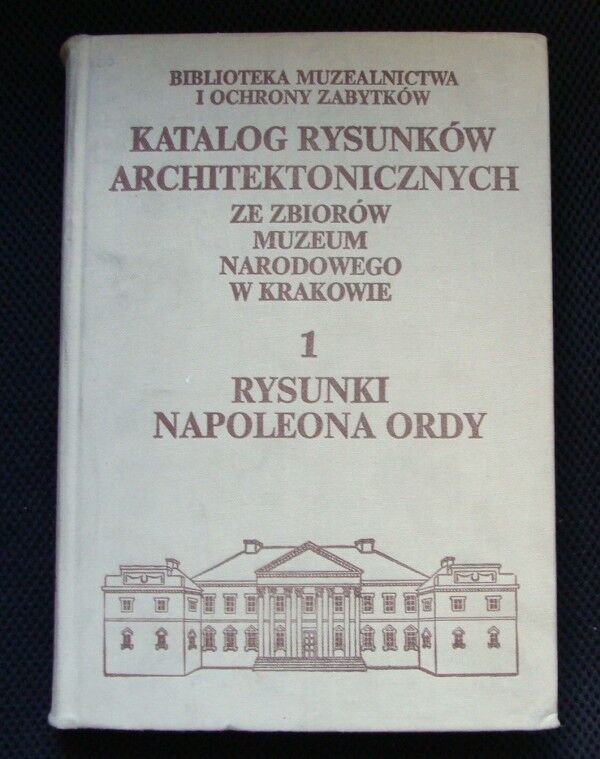 BIBLIOTEKA MUZEALNICTWA
I OCHRONY ZABYTKÓW
KATALOG RYSUNKÓW
ARCHITEKTONICZNYCH
ZE ZBIORÓW
MUZEUM
NARODOWEGO
W KRAKOWIE
1
RYSUNKI
NAPOLEONA ORDY